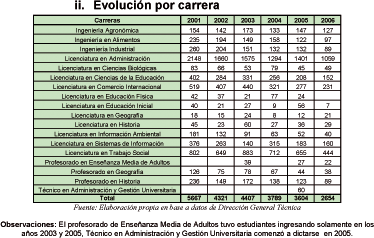 ii. Evolución por carrera
Carreras 2001 2002 2003 2004 2005 2006
Ingeniería Agronómica 154 142 173 133 147 127
Ingeniería en Alimentos 235 194 149 158 122 97
Ingeniería Industrial 260 204 151 132 132 89
Licenciatura en Administración 2148 1660 1575 1294 1401 1059
Licenciatura en Ciencias Biológicas 83 66 53 79 45 49
Licenciatura en Ciencias de la Educación 402 284 331 256 208 152
Licenciatura en Comercio Internacional 519 407 440 321 277 231
Licenciatura en Educación Física 42 37 21 77 24
Licenciatura en Educación Inicial 40 21 27 9 56 7
Licenciatura en Geografía 18 15 24 8 12 21
Licenciatura en Historia 45 23 60 27 36 29
Licenciatura en Información Ambiental 181 132 91 63 52 40
Licenciatura en Sistemas de Información 376 263 140 315 183 160
Licenciatura en Trabajo Social 802 649 883 712 655 444
Profesorado en Enseñanza Media de Adultos 39 27 22
Profesorado en Geografía 126 75 78 67 44 38
Profesorado en Historia 236 149 172 138 123 89
Técnico en Administración y Gestión Universitaria 60
Total 5667 4321 4407 3789 3604 2654
Fuente: Elaboración propia en base a datos de Dirección General Técnica
Observaciones: El profesorado de Enseñanza Media de Adultos tuvo estudiantes ingresando solamente en los
años 2003 y 2005, Técnico en Administración y Gestión Universitaria comenzó a dictarse en 2005.